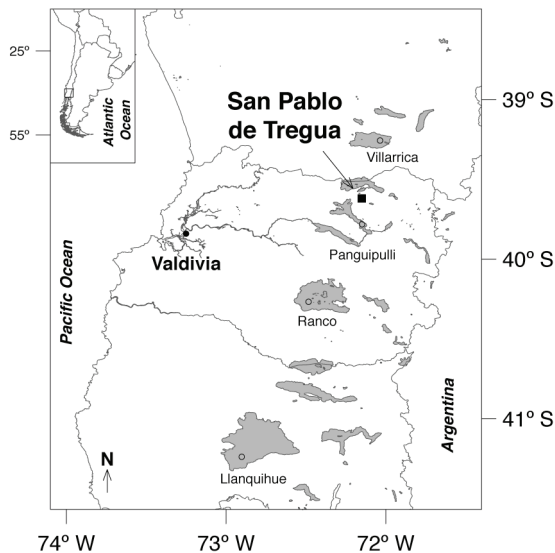 25º
55º
Atlantic
Ocean
San Pablo
de Tregua
Villarrica
Valdivia
Panguipulli
Ranco
Llanquihue
Pacific Ocean
Argentina
N
39º S
40º S
41º S
74º W
73º W
72º W